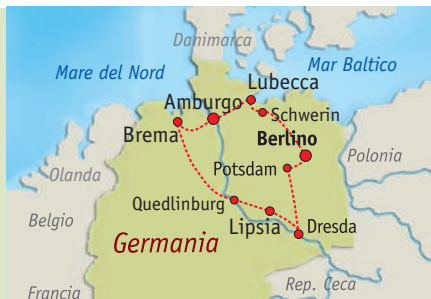 Danimarca
Mare del Nord
Mar Baltico
Lubecca
Amburgo
Schwerin
Brema
Berlino
Polonia
Potsdam
Olanda
Quedlinburg
Belgio
Lipsia
Dresda
Germania
Rep. Ceca
Francia